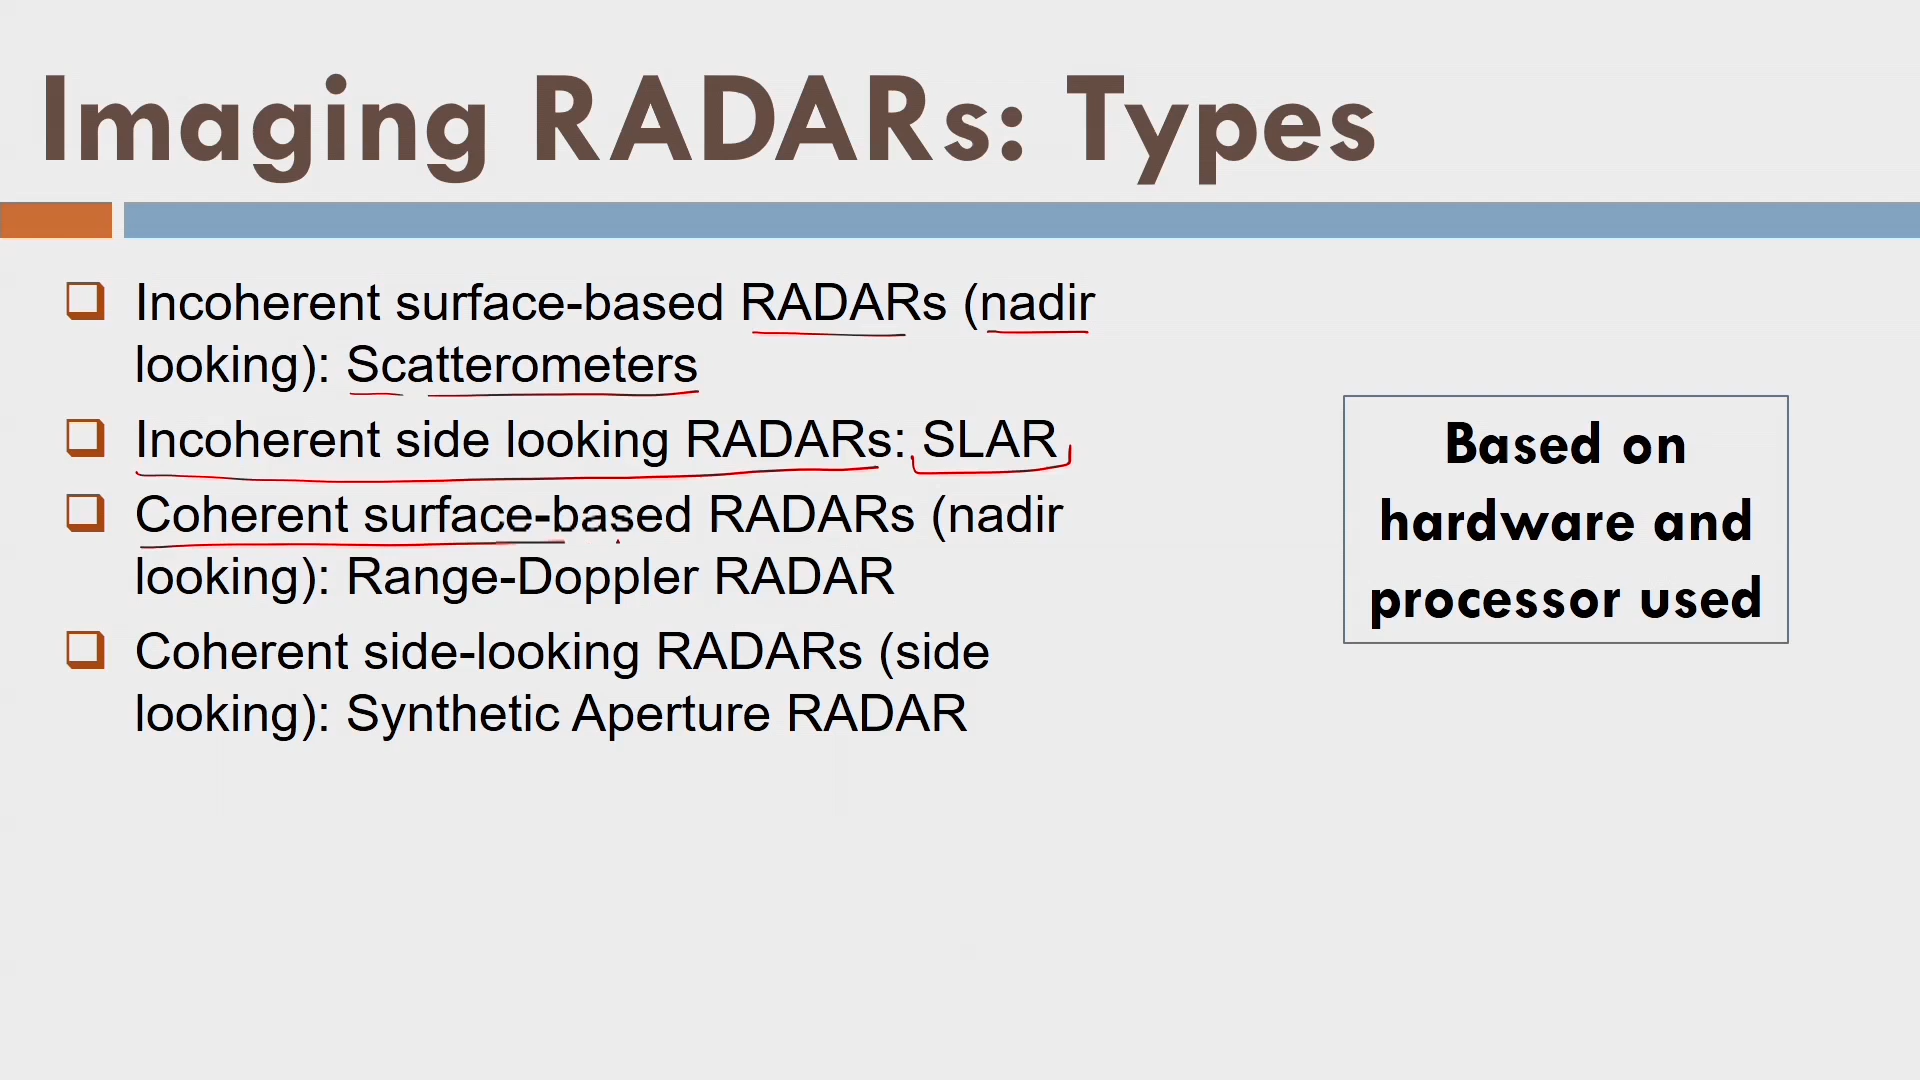 Imaging RADARs: Types
Incoherent surface-based RADARs (nadir
looking): Scatterometers
Incoherent side looking RADARs: SLAR
Coherent surface-based RADARs (nadir
looking): Range-Doppler RADAR
Coherent side-looking RADARs (side
looking): Synthetic Aperture RADAR
Based on
hardware and
processor used